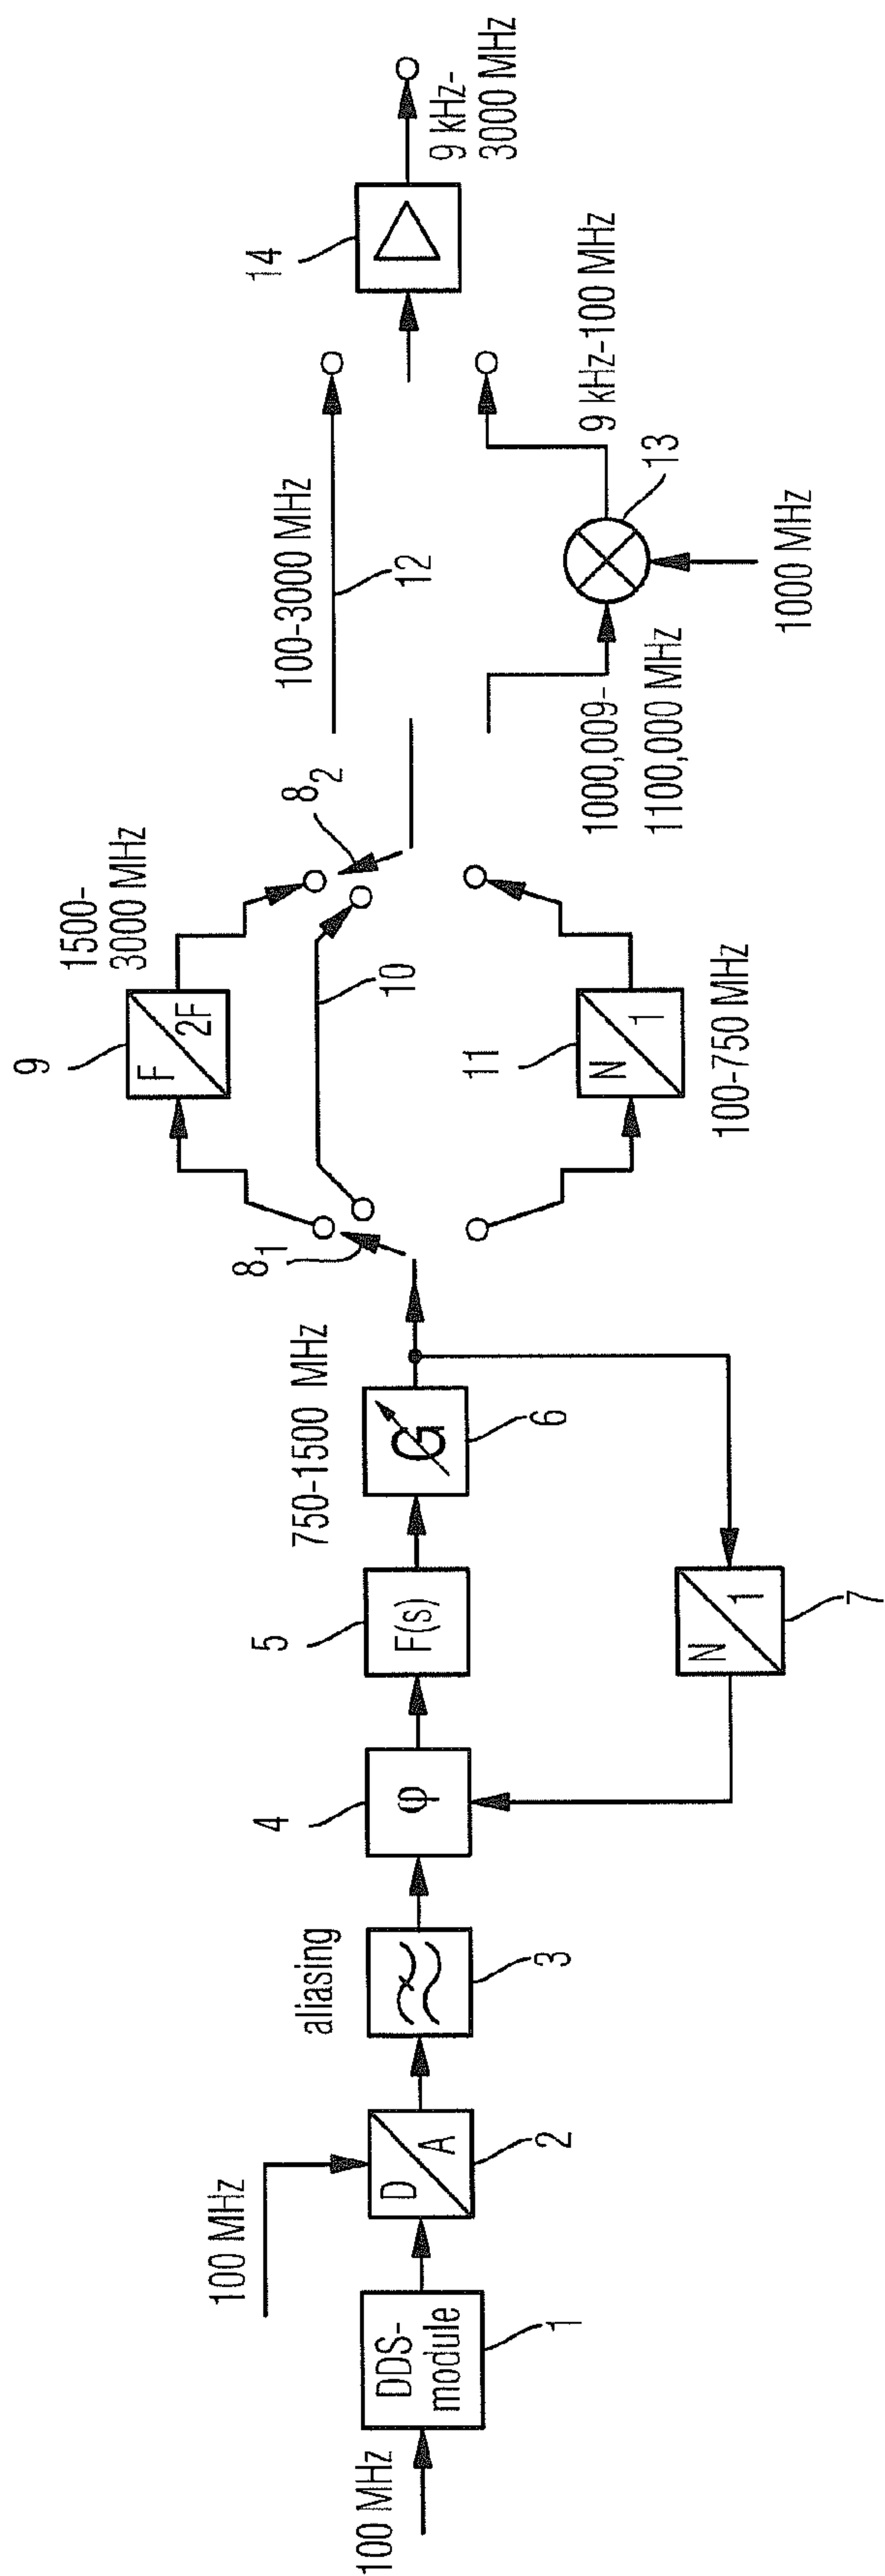 100 MHz
DDS-
module
1
100 MHz
D
A
2
aliasing
3
φ
4
F(s)
5
750-1500 MHz
G
6
N
1
7
8₁
8₂
9
F
2F
1500-
3000 MHz
10
11
N
1
100-750 MHz
100-3000 MHz
12
1000,009-
1100,000 MHz
1000 MHz
13
9 kHz-100 MHz
14
9 kHz-
3000 MHz